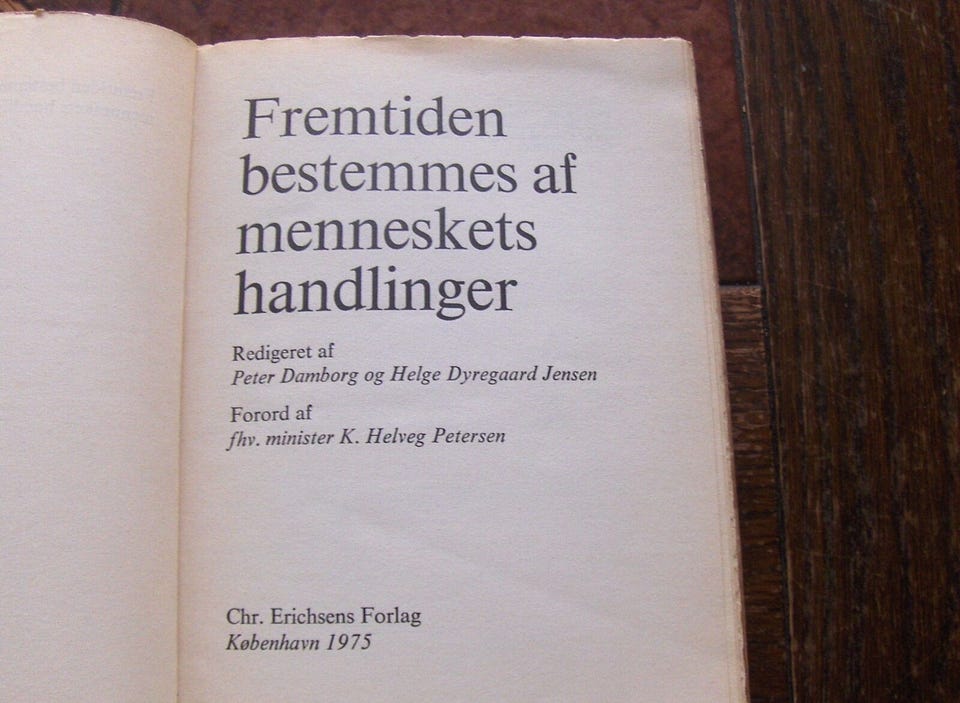 Fremtiden
bestemmes af
menneskets
handlinger
Redigeret af
Peter Damborg og Helge Dyregaard Jensen
Forord af
fhv. minister K. Helveg Petersen
Chr. Erichsens Forlag
København 1975